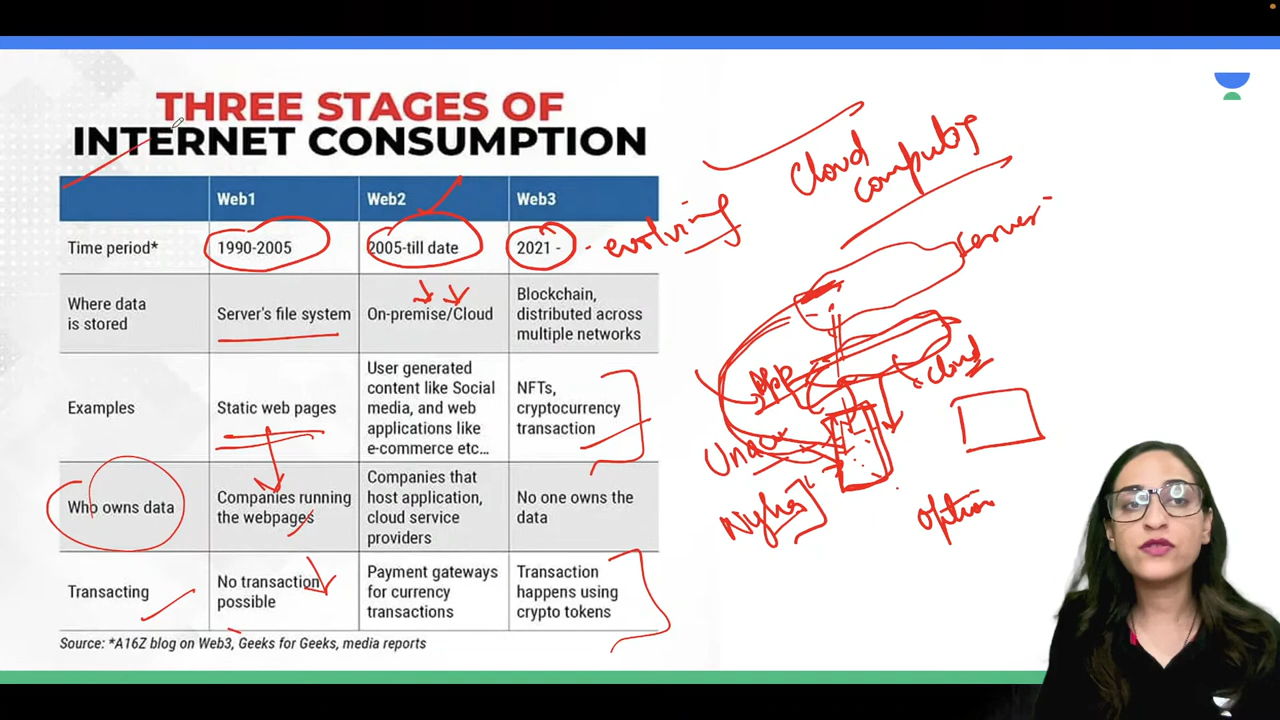 THREE STAGES OF
INTERNET CONSUMPTION
Web1 Web2 Web3
Time period* 1990-2005 2005-till date 2021 -
Where data
is stored
Server's file system
On-premise/Cloud
Blockchain,
distributed across
multiple networks
Examples
Static web pages
User generated
content like Social
media, and web
applications like
e-commerce etc...
NFTs,
cryptocurrency
transaction
Who owns data
Companies running
the webpages
Companies that
host application,
cloud service
providers
No one owns the
data
Transacting
No transaction
possible
Payment gateways
for currency
transactions
Transaction
happens using
crypto tokens
Source: *A16Z blog on Web3, Geeks for Geeks, media reports
evolving
Cloud
server
App
cloud
option